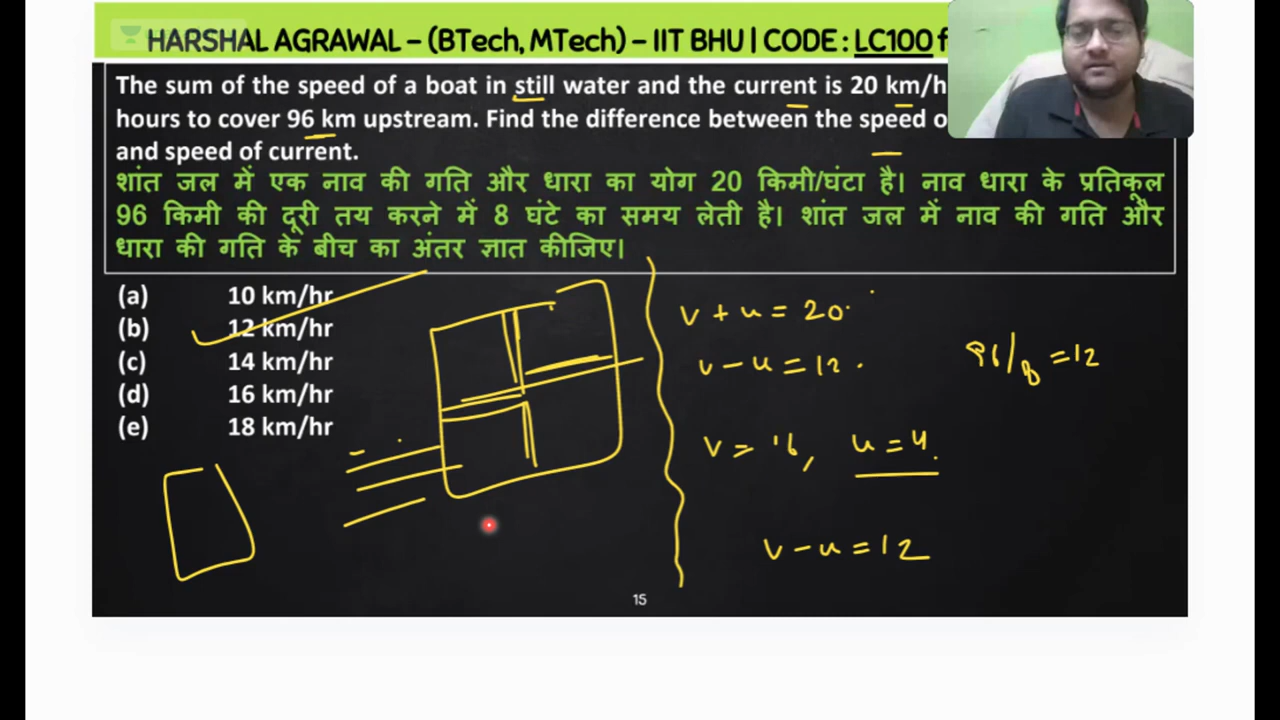 HARSHAL AGRAWAL – (BTech, MTech) – IIT BHU | CODE : LC100 f
The sum of the speed of a boat in still water and the current is 20 km/h
hours to cover 96 km upstream. Find the difference between the speed o
and speed of current.
शांत जल में एक नाव की गति और धारा का योग 20 किमी/घंटा है। नाव धारा के प्रतिकूल
96 किमी की दूरी तय करने में 8 घंटे का समय लेती है। शांत जल में नाव की गति और
धारा की गति के बीच का अंतर ज्ञात कीजिए।
(a) 10 km/hr
(b) 12 km/hr
(c) 14 km/hr
(d) 16 km/hr
(e) 18 km/hr
v + u = 20
v - u = 12
96/8 = 12
v = 16, u = 4
v - u = 12
15